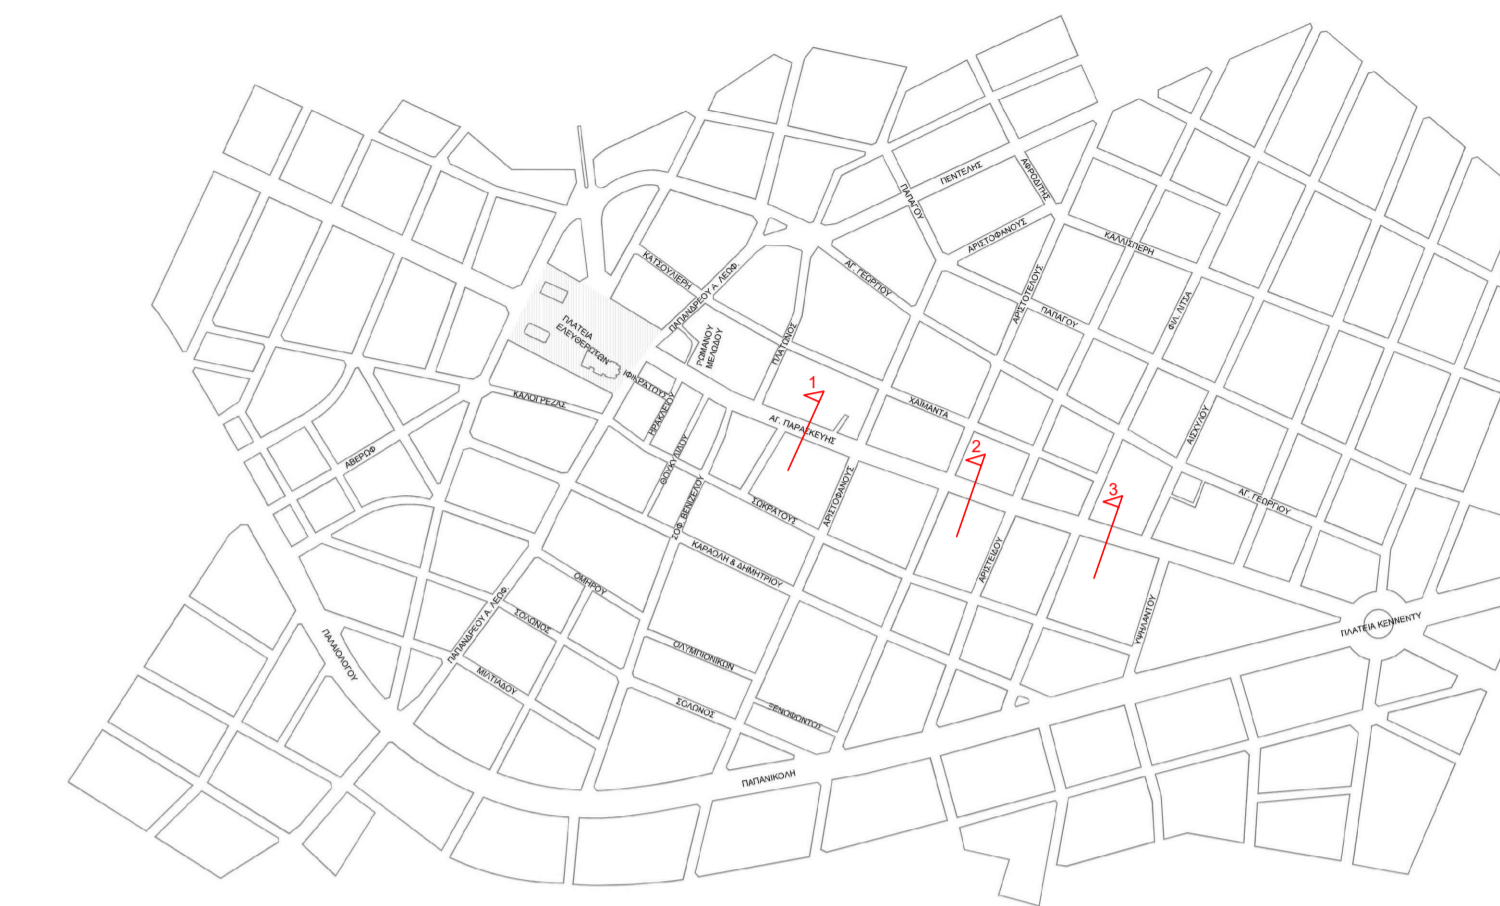 ΠΕΝΤΕΛΗΣ
ΑΦΡΟΔΙΤΗΣ
ΠΑΠΑΓΟΥ
ΑΡΙΣΤΟΦΑΝΟΥΣ
ΚΑΛΛΙΣΠΕΡΗ
ΚΑΤΣΟΥΛΙΕΡΗ
ΠΑΠΑΝΔΡΕΟΥ Α. ΛΕΩΦ.
ΑΓ. ΓΕΩΡΓΙΟΥ
ΑΡΙΣΤΟΤΕΛΟΥΣ
ΠΑΠΑΓΟΥ
ΦΙΛ. ΛΙΤΣΑ
ΠΛΑΤΕΙΑ
ΕΛΕΥΘΕΡΩΤΩΝ
ΡΩΜΑΝΟΥ
ΜΕΛΩΔΟΥ
ΠΛΑΤΩΝΟΣ
ΙΦΙΚΡΑΤΟΥΣ
ΚΑΛΟΓΡΕΖΑΣ
ΗΡΑΚΛΕΙΟΥ
1
ΧΑΙΜΑΝΤΑ
ΑΓ. ΠΑΡΑΣΚΕΥΗΣ
ΑΙΣΧΥΛΟΥ
ΑΒΕΡΩΦ
ΘΟΥΚΥΔΙΔΟΥ
2
ΣΟΦ. ΒΕΝΙΖΕΛΟΥ
ΣΩΚΡΑΤΟΥΣ
ΑΡΙΣΤΟΦΑΝΟΥΣ
3
ΑΓ. ΓΕΩΡΓΙΟΥ
ΚΑΡΑΟΛΗ & ΔΗΜΗΤΡΙΟΥ
ΑΡΙΣΤΕΙΔΟΥ
ΟΜΗΡΟΥ
ΠΑΠΑΝΔΡΕΟΥ Α. ΛΕΩΦ.
ΣΟΛΩΝΟΣ
ΥΨΗΛΑΝΤΟΥ
ΠΛΑΤΕΙΑ ΚΕΝΝΕΝΤΥ
ΠΑΛΑΙΟΛΟΓΟΥ
ΟΛΥΜΠΙΟΝΙΚΩΝ
ΜΙΛΤΙΑΔΟΥ
ΣΟΛΩΝΟΣ
ΞΕΝΟΦΩΝΤΟΣ
ΠΑΠΑΝΙΚΟΛΗ